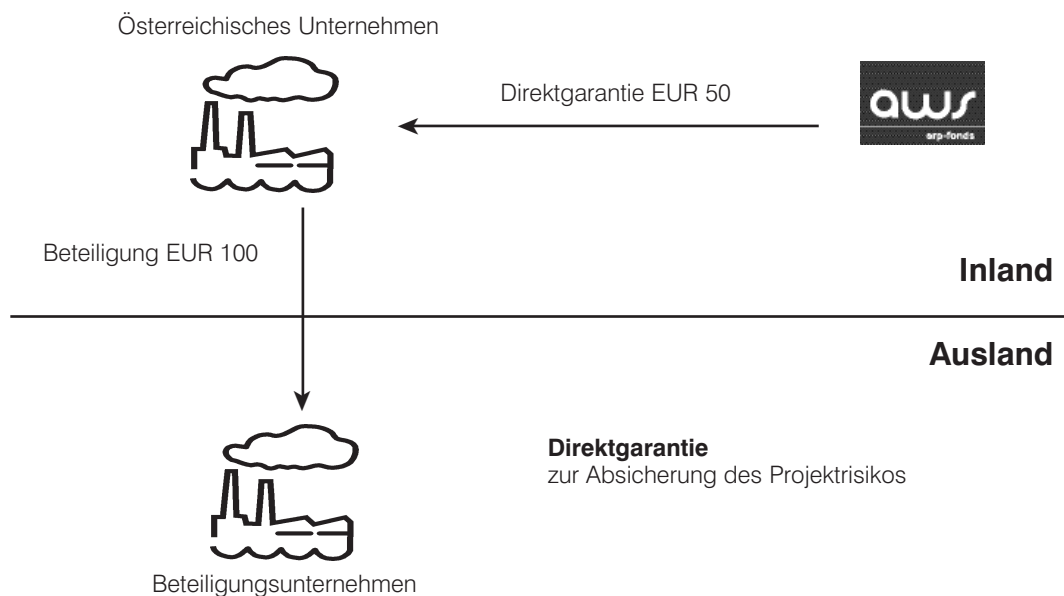 Österreichisches Unternehmen
Direktgarantie EUR 50
aws
erp-fonds
Beteiligung EUR 100
Inland
Ausland
Direktgarantie
zur Absicherung des Projektrisikos
Beteiligungsunternehmen